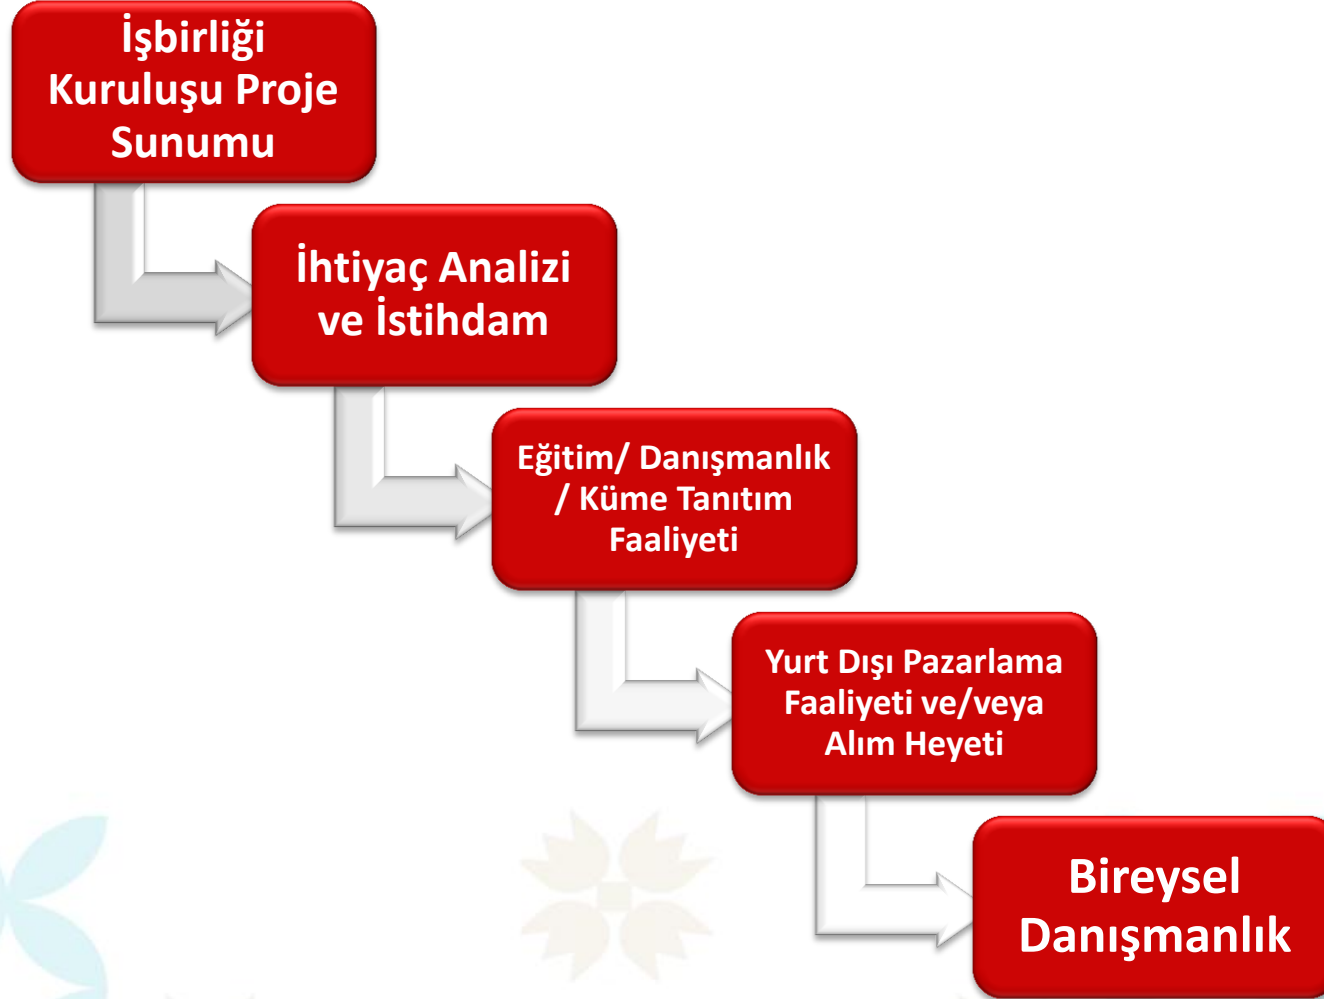 İşbirliği
Kuruluşu Proje
Sunumu
İhtiyaç Analizi
ve İstihdam
Eğitim/ Danışmanlık
/ Küme Tanıtım
Faaliyeti
Yurt Dışı Pazarlama
Faaliyeti ve/veya
Alım Heyeti
Bireysel
Danışmanlık